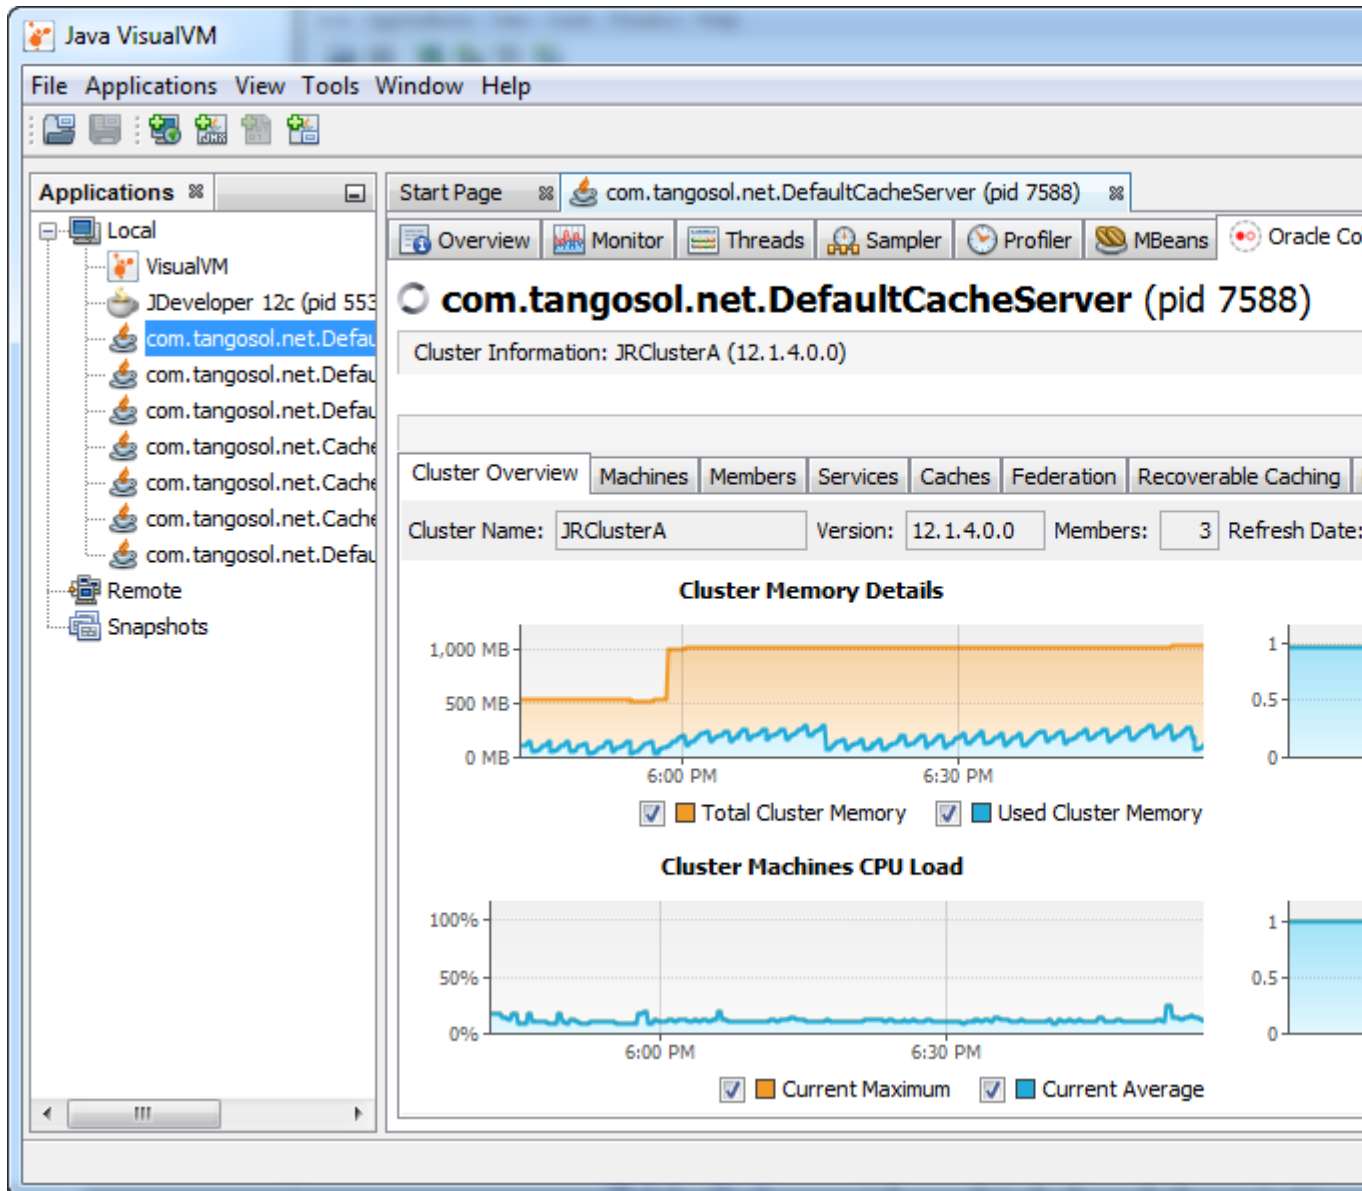 Java VisualVM
File Applications View Tools Window Help
Applications
Start Page com.tangosol.net.DefaultCacheServer (pid 7588)
Local
VisualVM
JDeveloper 12c (pid 553
com.tangosol.net.Defau
com.tangosol.net.Defau
com.tangosol.net.Defau
com.tangosol.net.Cache
com.tangosol.net.Cache
com.tangosol.net.Cache
com.tangosol.net.Defau
Remote
Snapshots
Overview Monitor Threads Sampler Profiler MBeans Oracle Co
com.tangosol.net.DefaultCacheServer (pid 7588)
Cluster Information: JRClusterA (12.1.4.0.0)
Cluster Overview Machines Members Services Caches Federation Recoverable Caching
Cluster Name: JRClusterA Version: 12.1.4.0.0 Members: 3 Refresh Date:
Cluster Memory Details
1,000 MB
500 MB
0 MB
6:00 PM 6:30 PM
Total Cluster Memory Used Cluster Memory
1
0.5
0
Cluster Machines CPU Load
100%
50%
0%
6:00 PM 6:30 PM
Current Maximum Current Average
1
0.5
0